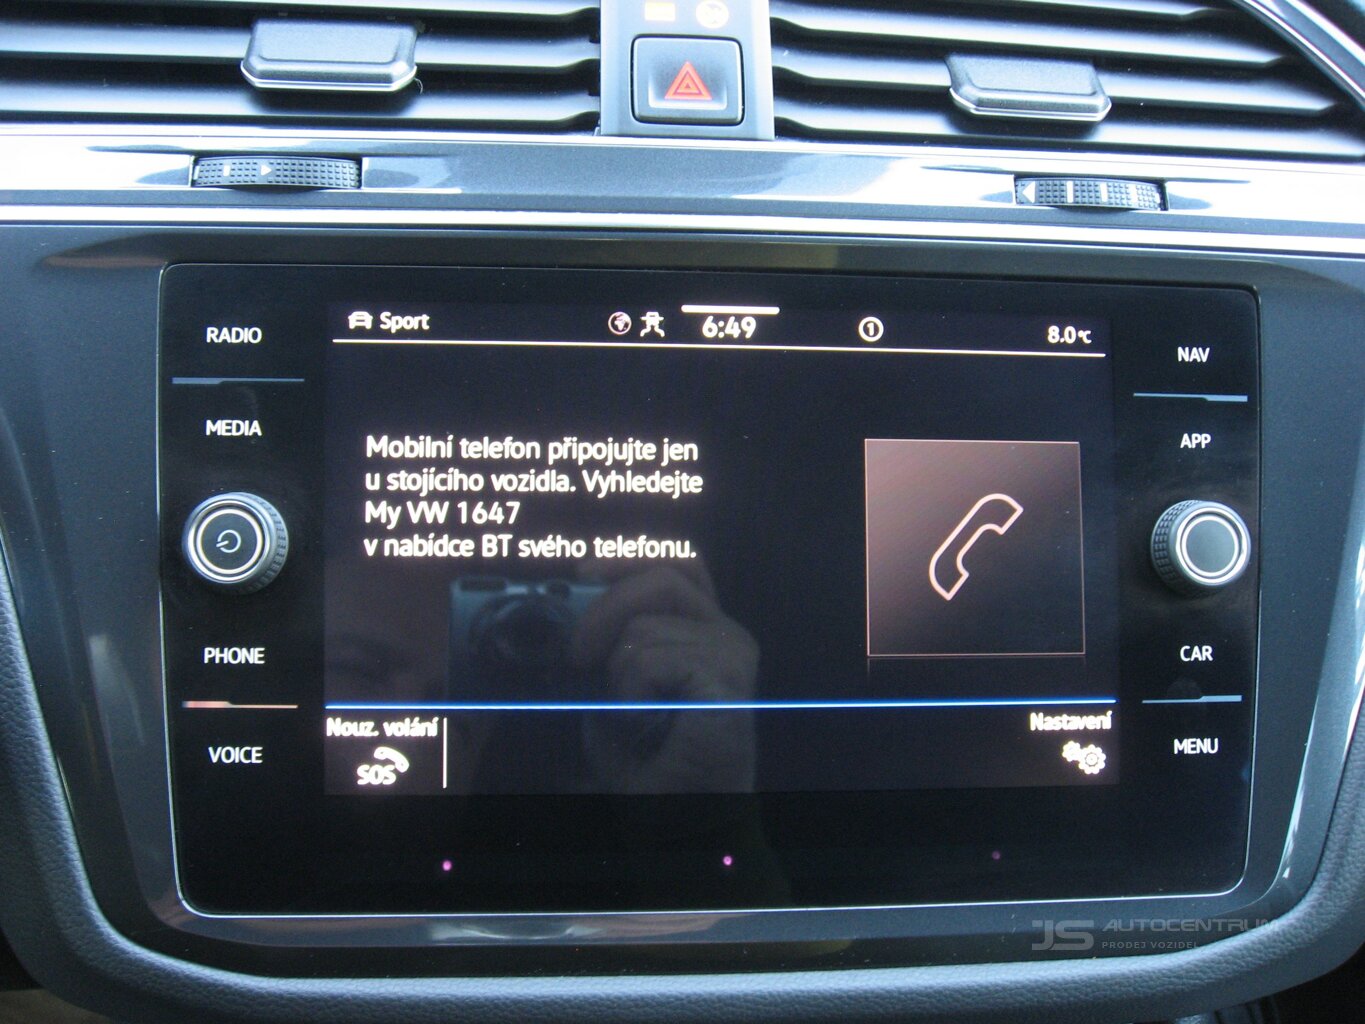 RADIO
MEDIA
PHONE
VOICE
Sport
6:49
1
8.0°C
Mobilní telefon připojujte jen
u stojícího vozidla. Vyhledejte
My VW 1647
v nabídce BT svého telefonu.
Nouz. volání
SOS
Nastavení
NAV
APP
CAR
MENU
JS AUTOCENTRUM
PRODEJ VOZIDEL